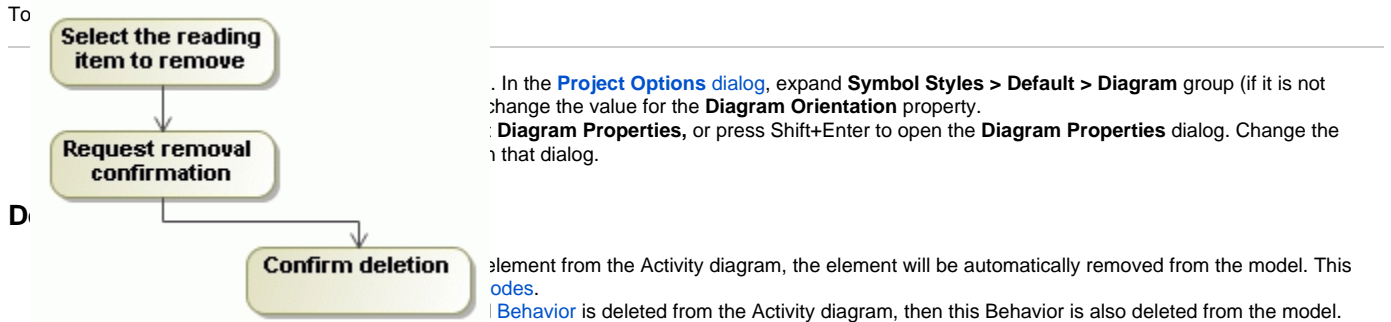 To
Select the reading
item to remove
. In the Project Options dialog, expand Symbol Styles > Default > Diagram group (if it is not
change the value for the Diagram Orientation property.
Diagram Properties, or press Shift+Enter to open the Diagram Properties dialog. Change the
that dialog.
Request removal
confirmation
Confirm deletion
element from the Activity diagram, the element will be automatically removed from the model. This
odes.
Behavior is deleted from the Activity diagram, then this Behavior is also deleted from the model.